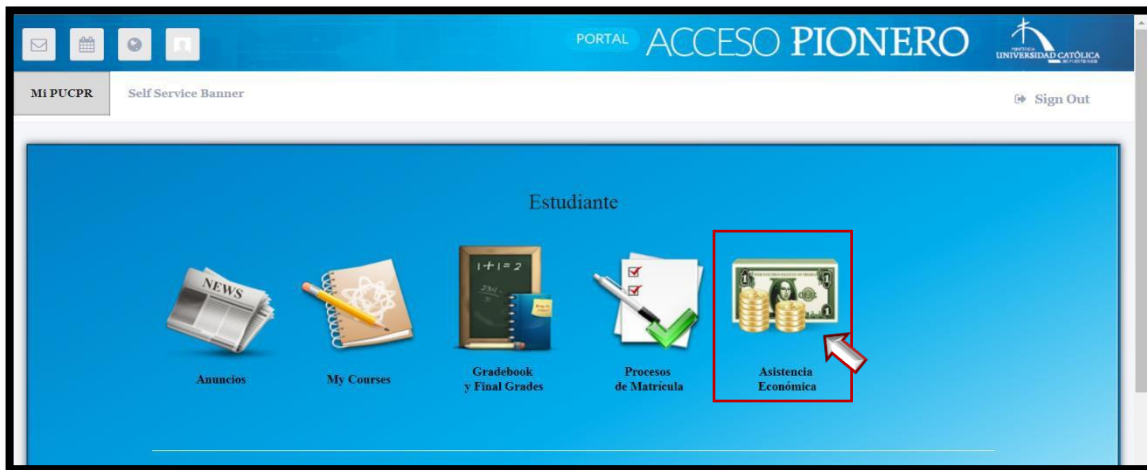 PORTAL ACCESO PIONERO
UNIVERSIDAD CATÓLICA
Mi PUCPR
Self Service Banner
Sign Out
Estudiante
NEWS
1+1=2
Anuncios
My Courses
Gradebook
y Final Grades
Procesos
de Matrícula
Asistencia
Económica